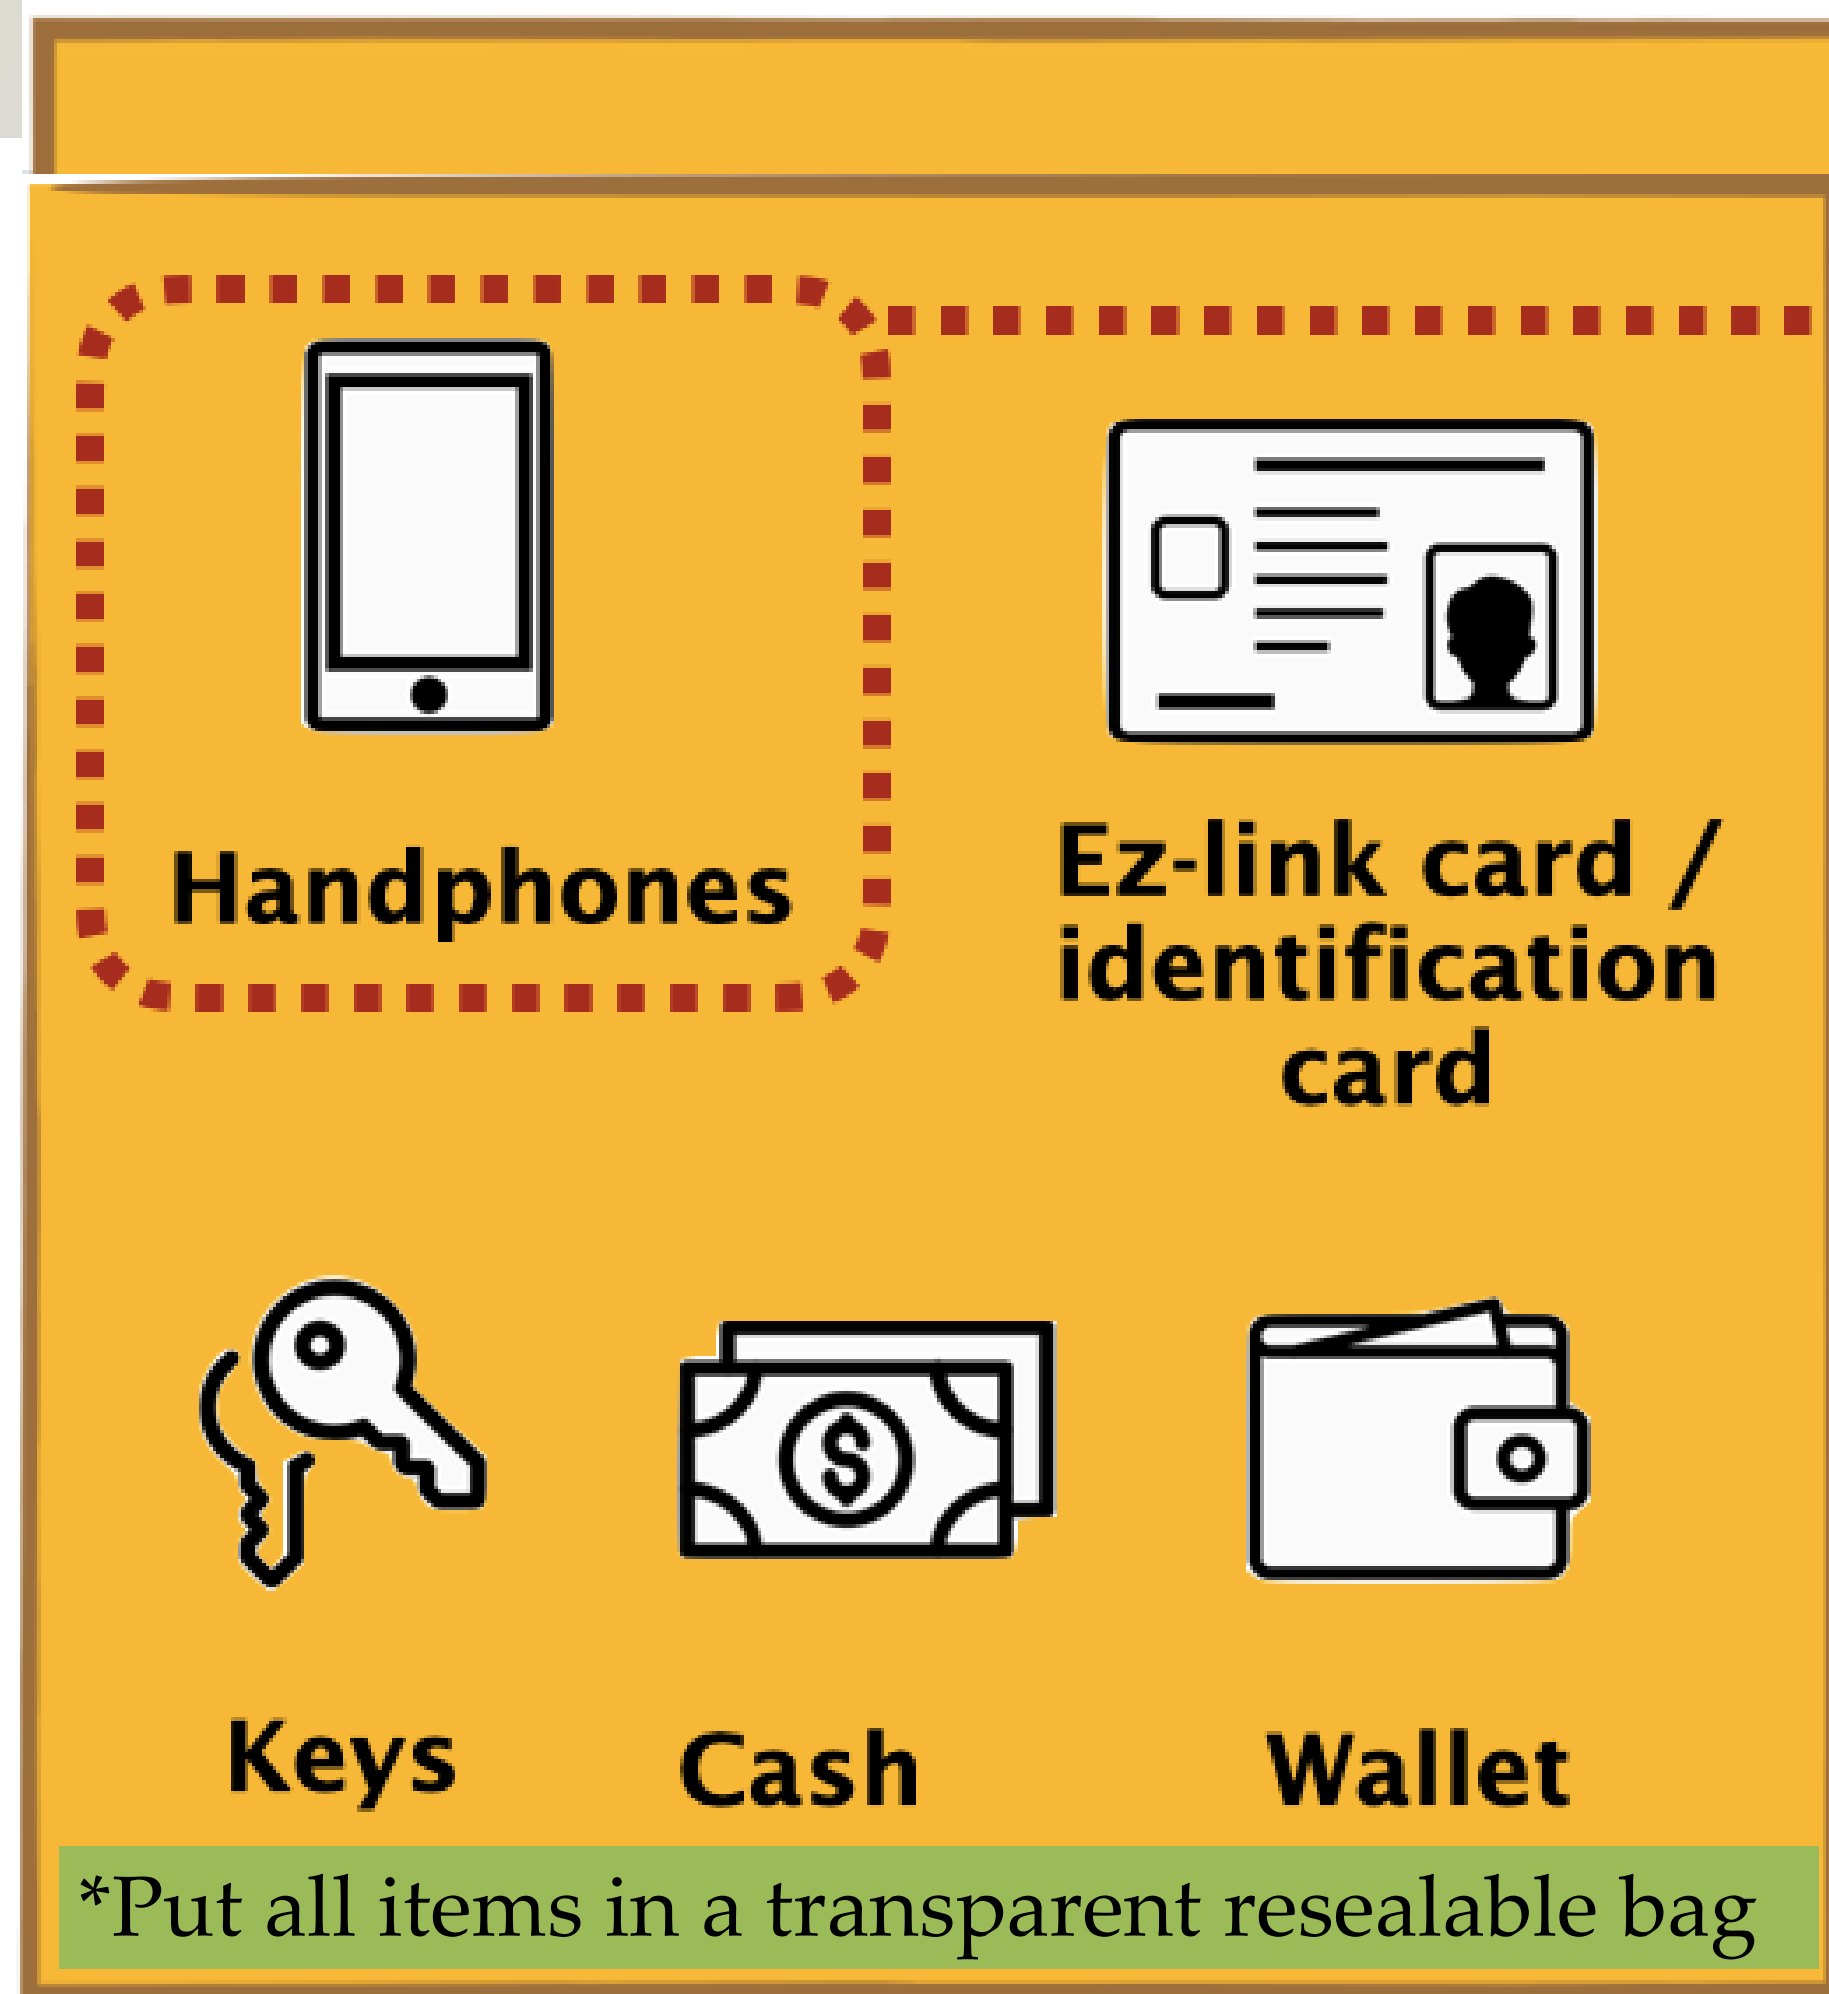 Handphones
Ez-link card /
identification
card
Keys
Cash
Wallet
*Put all items in a transparent resealable bag